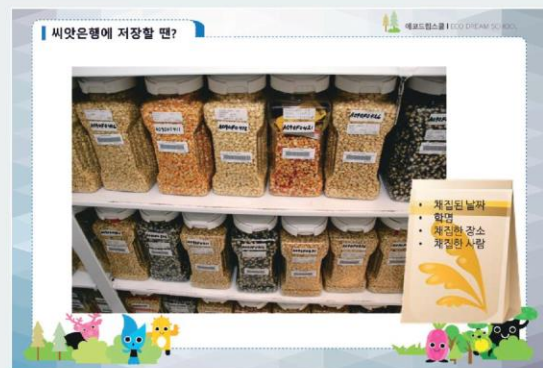 씨앗은행에 저장할 땐?
에코드림스쿨 I ECO DREAM SCHOOL
• 채집된 날짜
• 학명
• 채집한 장소
• 채집한 사람